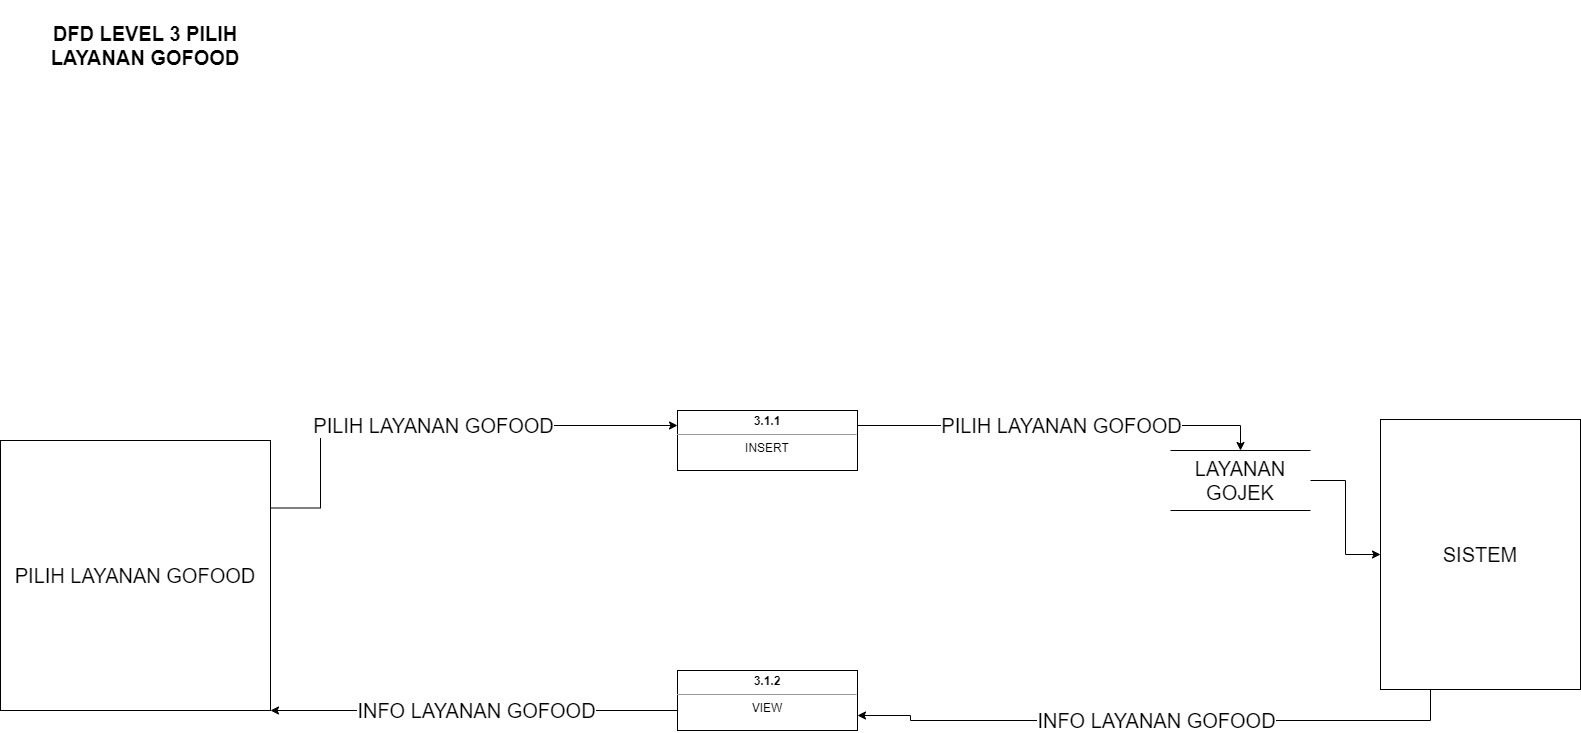 DFD LEVEL 3 PILIH
LAYANAN GOFOOD
PILIH LAYANAN GOFOOD
3.1.1
INSERT
PILIH LAYANAN GOFOOD
LAYANAN
GOJEK
SISTEM
PILIH LAYANAN GOFOOD
3.1.2
VIEW
INFO LAYANAN GOFOOD
INFO LAYANAN GOFOOD